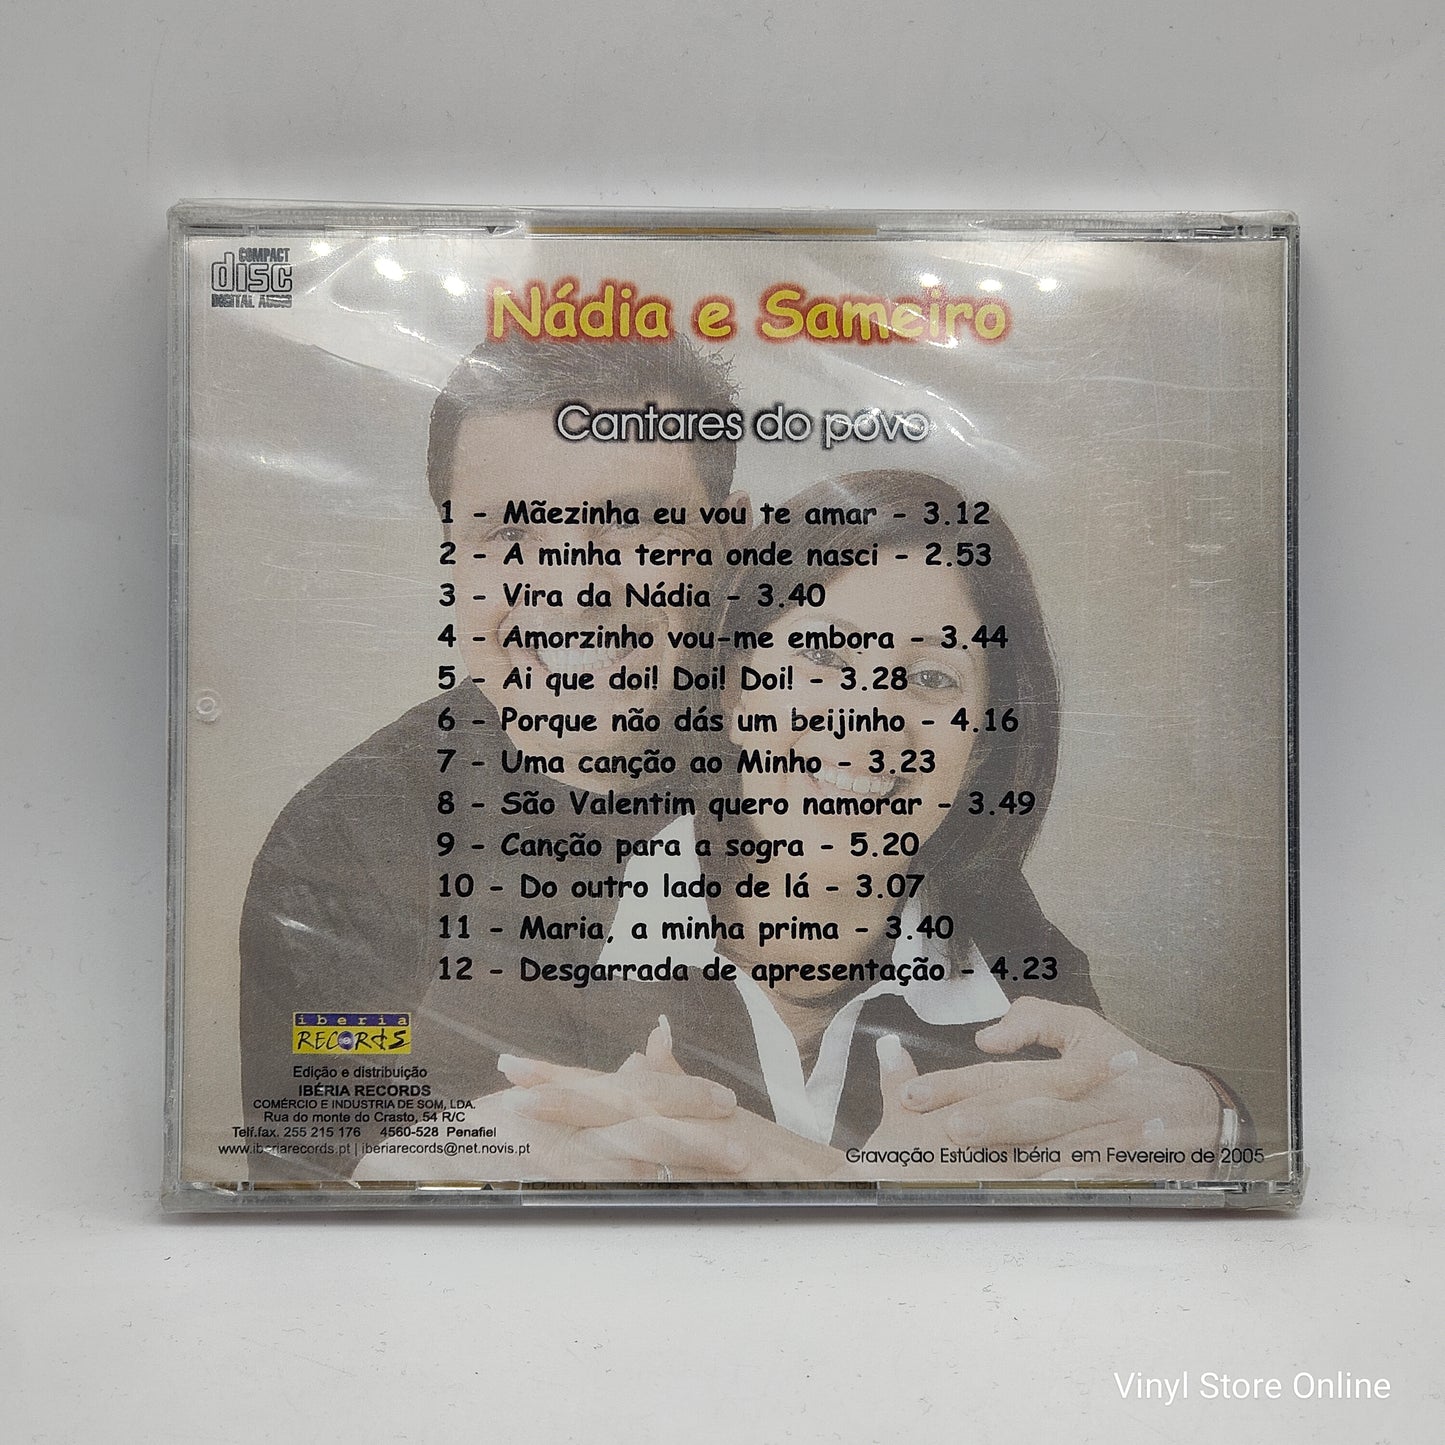 COMPACT
disc
DIGITAL AUDIO
Nádia e Sameiro
Cantares do povo
1 - Mãezinha eu vou te amar - 3.12
2 - A minha terra onde nasci - 2.53
3 - Vira da Nádia - 3.40
4 - Amorzinho vou-me embora - 3.44
5 - Ai que doi! Doi! Doi! - 3.28
6 - Porque não dás um beijinho - 4.16
7 - Uma canção ao Minho - 3.23
8 - São Valentim quero namorar - 3.49
9 - Canção para a sogra - 5.20
10 - Do outro lado de lá - 3.07
11 - Maria, a minha prima - 3.40
12 - Desgarrada de apresentação - 4.23
iberia
RECORdS
Edição e distribuição
IBÉRIA RECORDS
COMÉRCIO E INDUSTRIA DE SOM, LDA.
Rua do monte do Crasto, 54 R/C
Telf.fax. 255 215 176 4560-528 Penafiel
www.iberiarecords.pt | iberiarecords@net.novis.pt
Gravação Estúdios Ibéria em Fevereiro de 2005
Vinyl Store Online